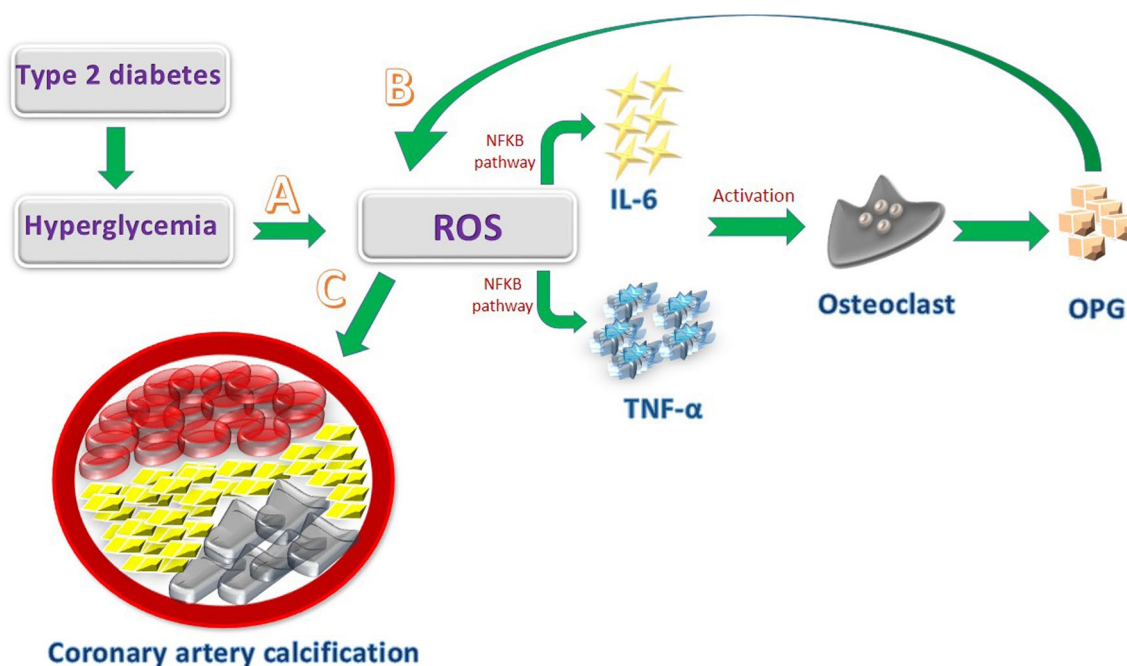 Type 2 diabetes
Hyperglycemia
A
B
ROS
C
NFKB
pathway
IL-6
NFKB
pathway
TNF-α
Activation
Osteoclast
OPG
Coronary artery calcification